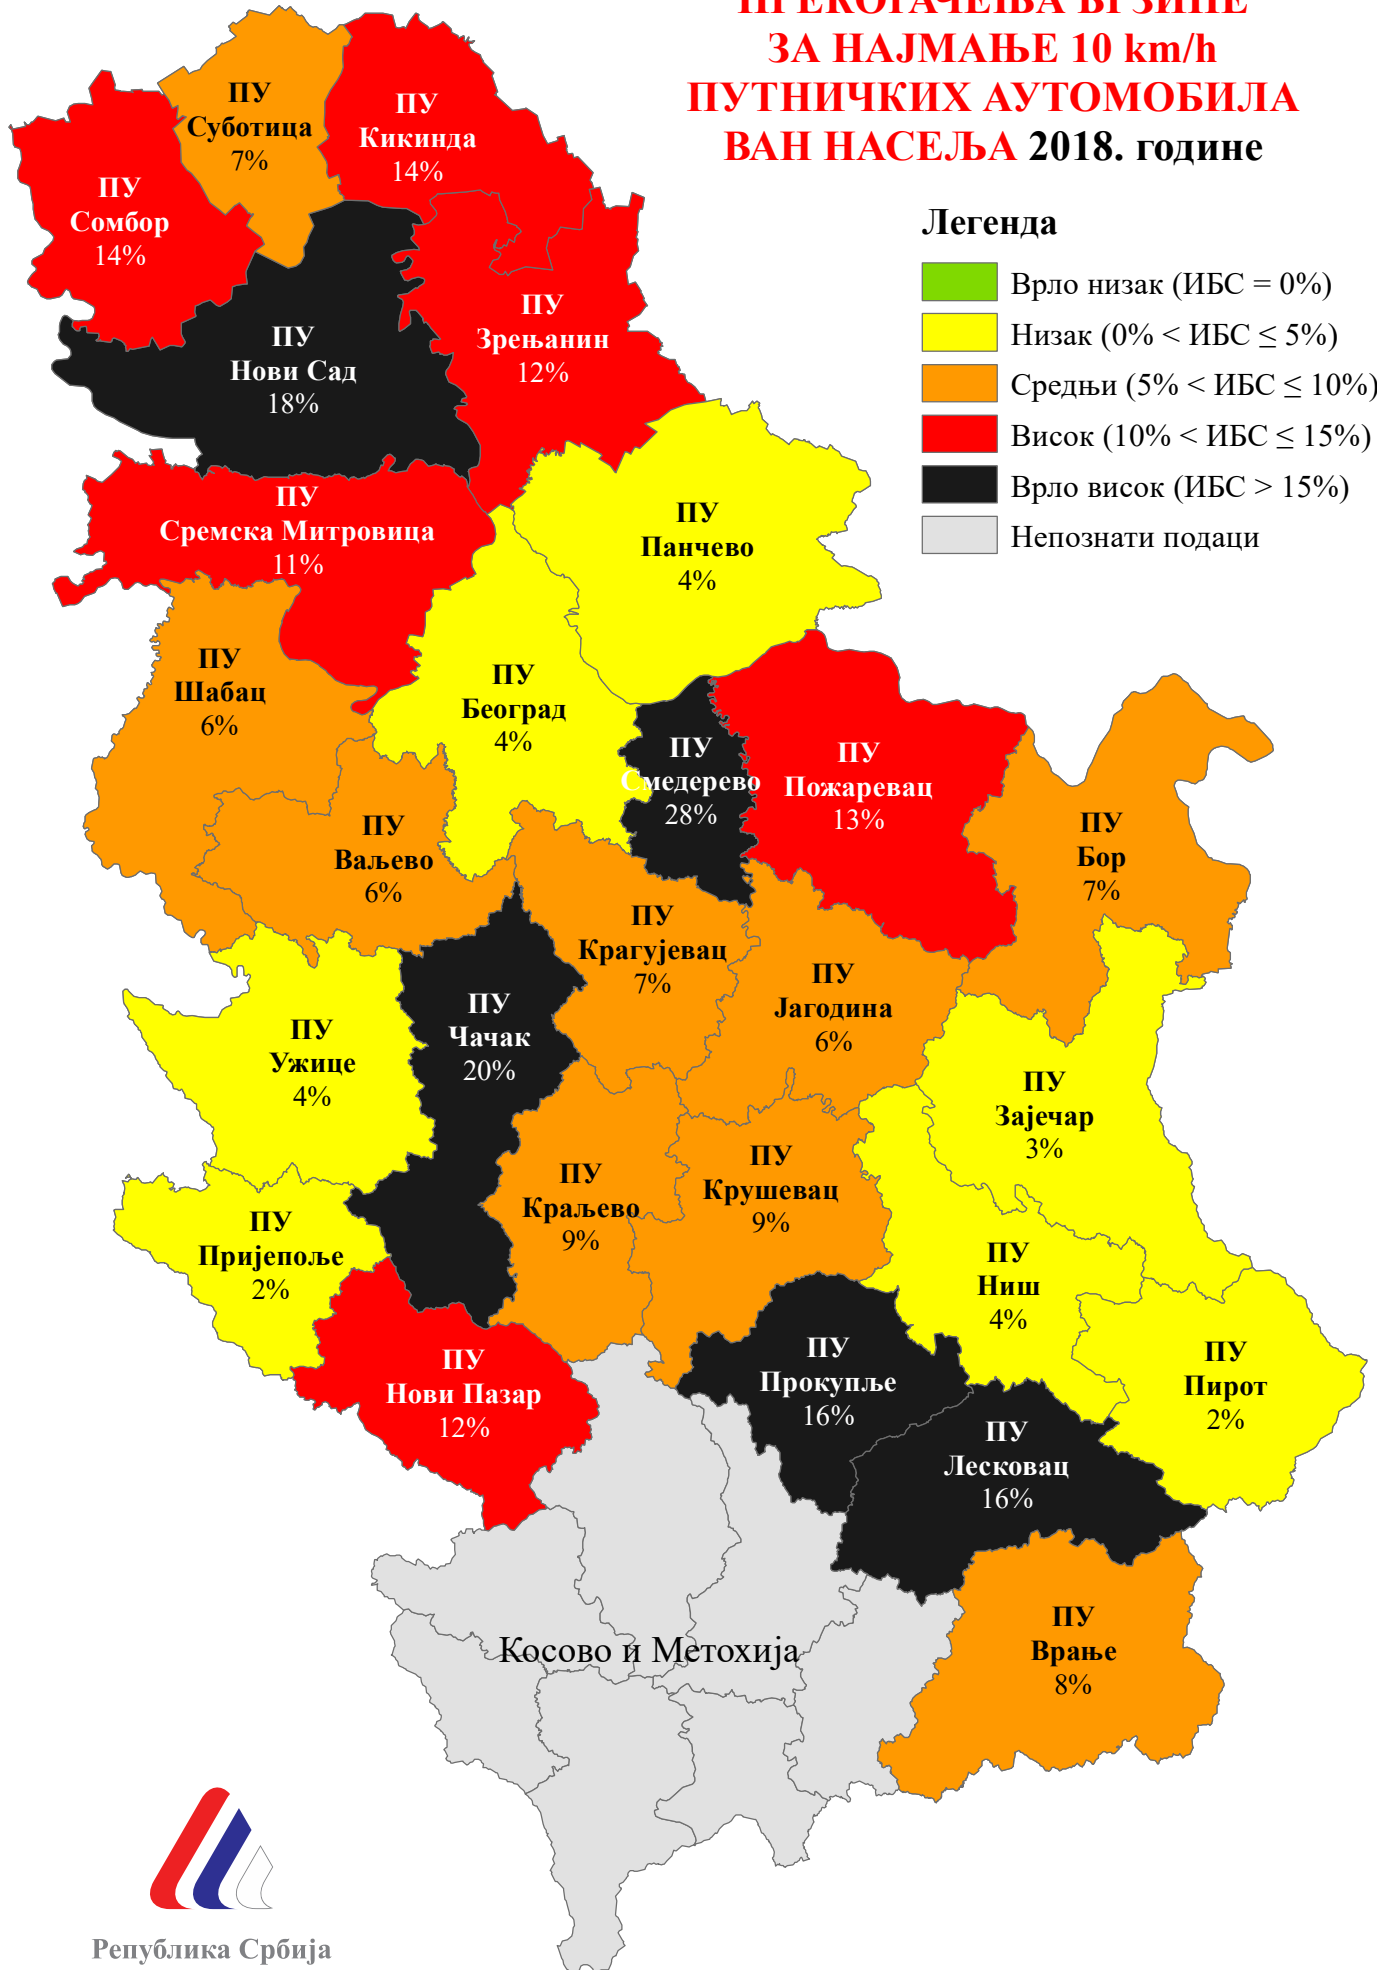 ЗА НАЈМАЊЕ 10 km/h
ПУТНИЧКИХ АУТОМОБИЛА
ВАН НАСЕЉА 2018. године
Легенда
Врло низак (ИБС = 0%)
Низак (0% < ИБС ≤ 5%)
Средњи (5% < ИБС ≤ 10%)
Висок (10% < ИБС ≤ 15%)
Врло висок (ИБС > 15%)
Непознати подаци
ПУ
Суботица
7%
ПУ
Кикинда
14%
ПУ
Сомбор
14%
ПУ
Зрењанин
12%
ПУ
Нови Сад
18%
ПУ
Сремска Митровица
11%
ПУ
Панчево
4%
ПУ
Шабац
6%
ПУ
Београд
4%
ПУ
Смедерево
28%
ПУ
Пожаревац
13%
ПУ
Бор
7%
ПУ
Ваљево
6%
ПУ
Крагујевац
7%
ПУ
Јагодина
6%
ПУ
Чачак
20%
ПУ
Ужице
4%
ПУ
Зајечар
3%
ПУ
Краљево
9%
ПУ
Крушевац
9%
ПУ
Пријепоље
2%
ПУ
Ниш
4%
ПУ
Нови Пазар
12%
ПУ
Прокупље
16%
ПУ
Пирот
2%
ПУ
Лесковац
16%
Косово и Метохија
ПУ
Врање
8%
Република Србија